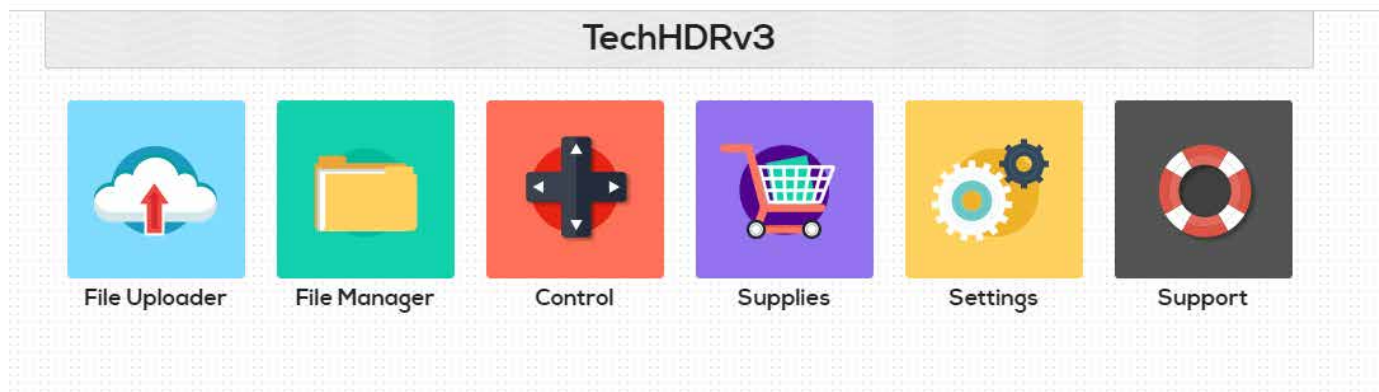 TechHDRv3
File Uploader
File Manager
Control
Supplies
Settings
Support